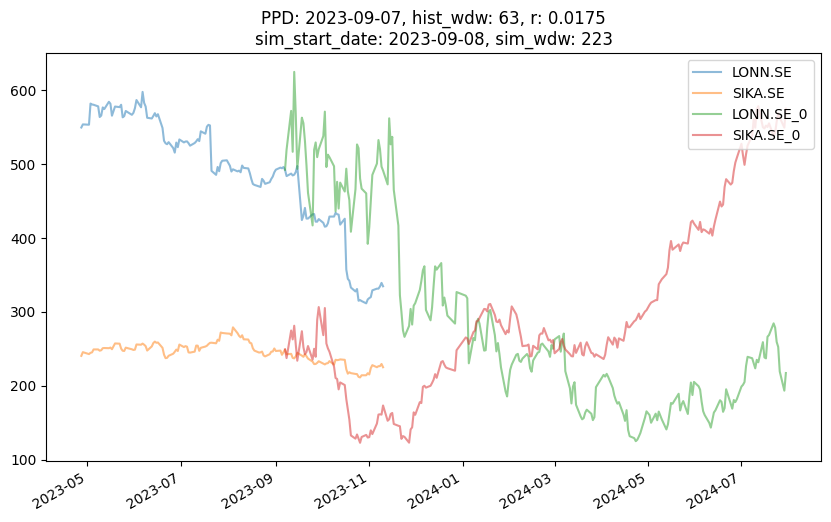 PPD: 2023-09-07, hist_wdw: 63, r: 0.0175
sim_start_date: 2023-09-08, sim_wdw: 223
LONN.SE
SIKA.SE
LONN.SE_0
SIKA.SE_0
600
500
400
300
200
100
2023-05
2023-07
2023-09
2023-11
2024-01
2024-03
2024-05
2024-07